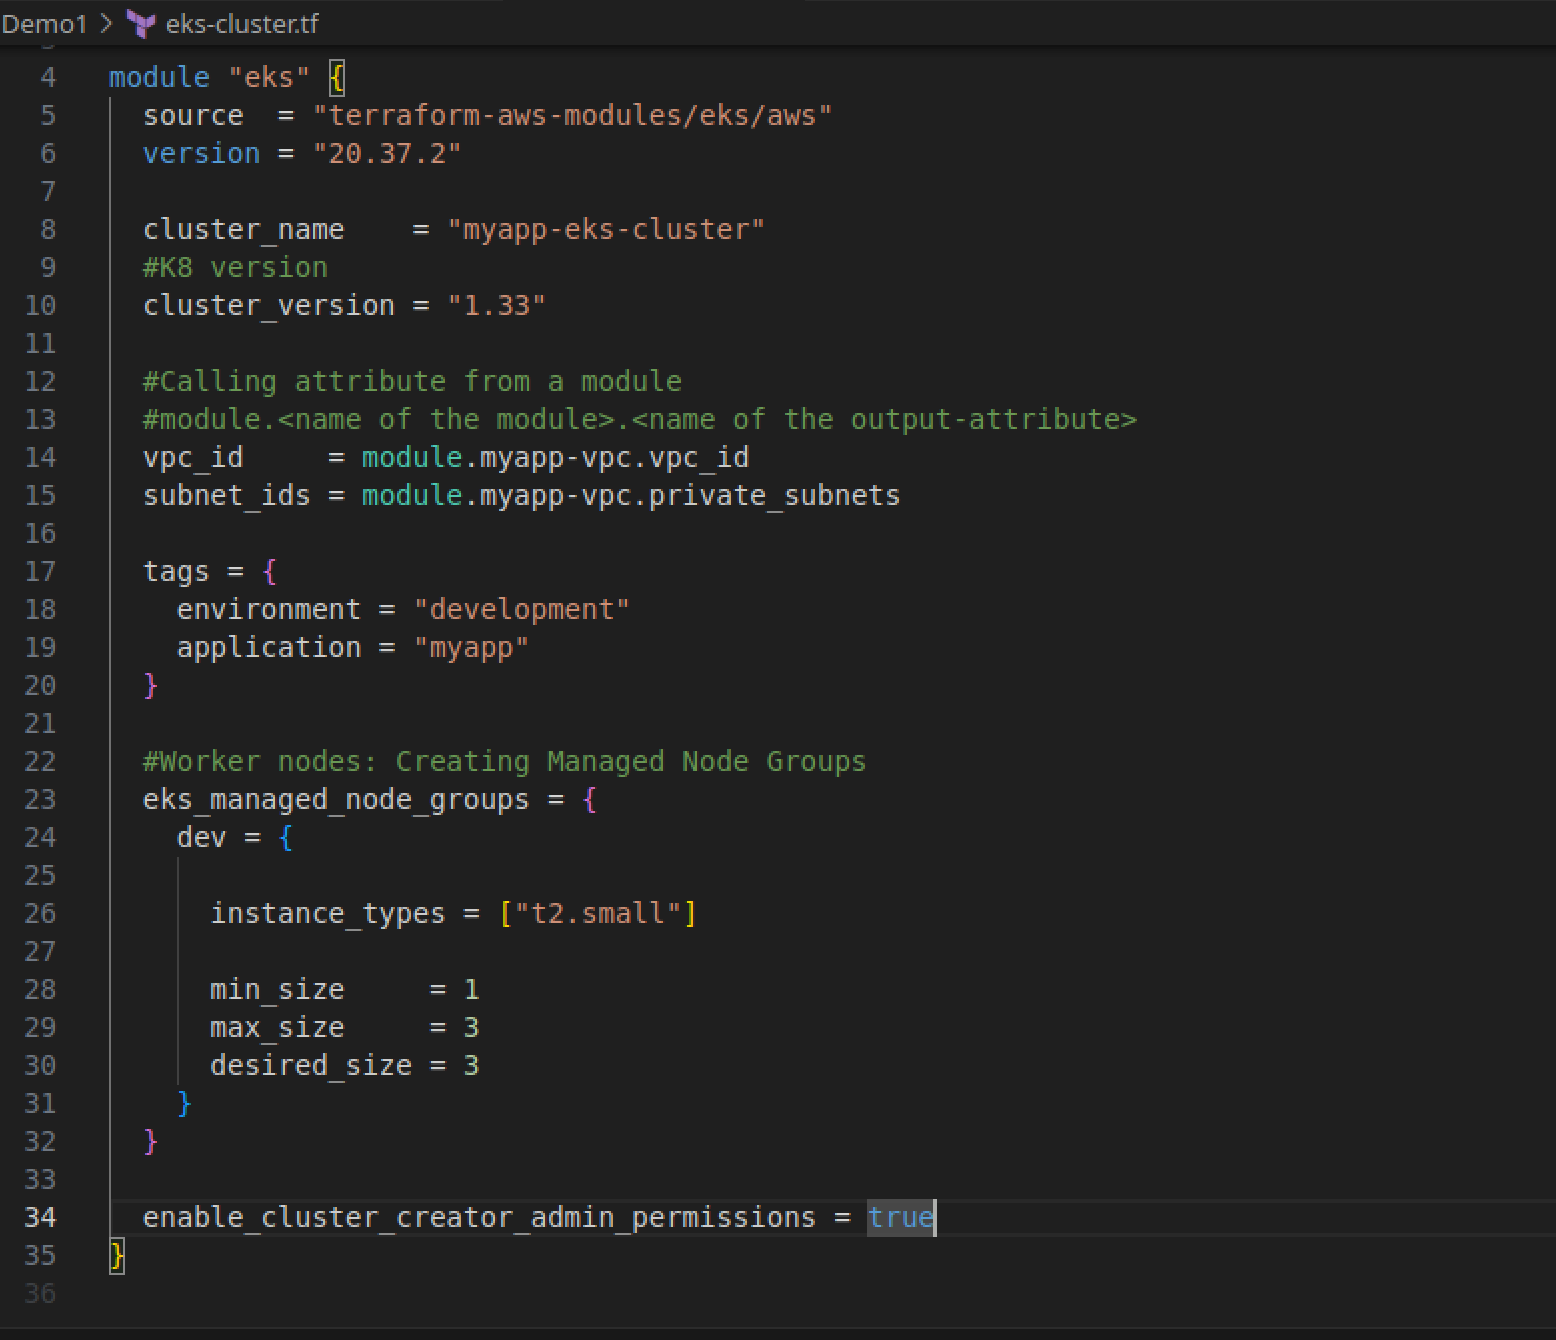 Demo1 > eks-cluster.tf
4 module "eks" {
5   source  = "terraform-aws-modules/eks/aws"
6   version = "20.37.2"
7
8   cluster_name    = "myapp-eks-cluster"
9   #K8 version
10   cluster_version = "1.33"
11
12   #Calling attribute from a module
13   #module.<name of the module>.<name of the output-attribute>
14   vpc_id     = module.myapp-vpc.vpc_id
15   subnet_ids = module.myapp-vpc.private_subnets
16
17   tags = {
18     environment = "development"
19     application = "myapp"
20   }
21
22   #Worker nodes: Creating Managed Node Groups
23   eks_managed_node_groups = {
24     dev = {
25
26       instance_types = ["t2.small"]
27
28       min_size     = 1
29       max_size     = 3
30       desired_size = 3
31     }
32   }
33
34   enable_cluster_creator_admin_permissions = true
35 }
36